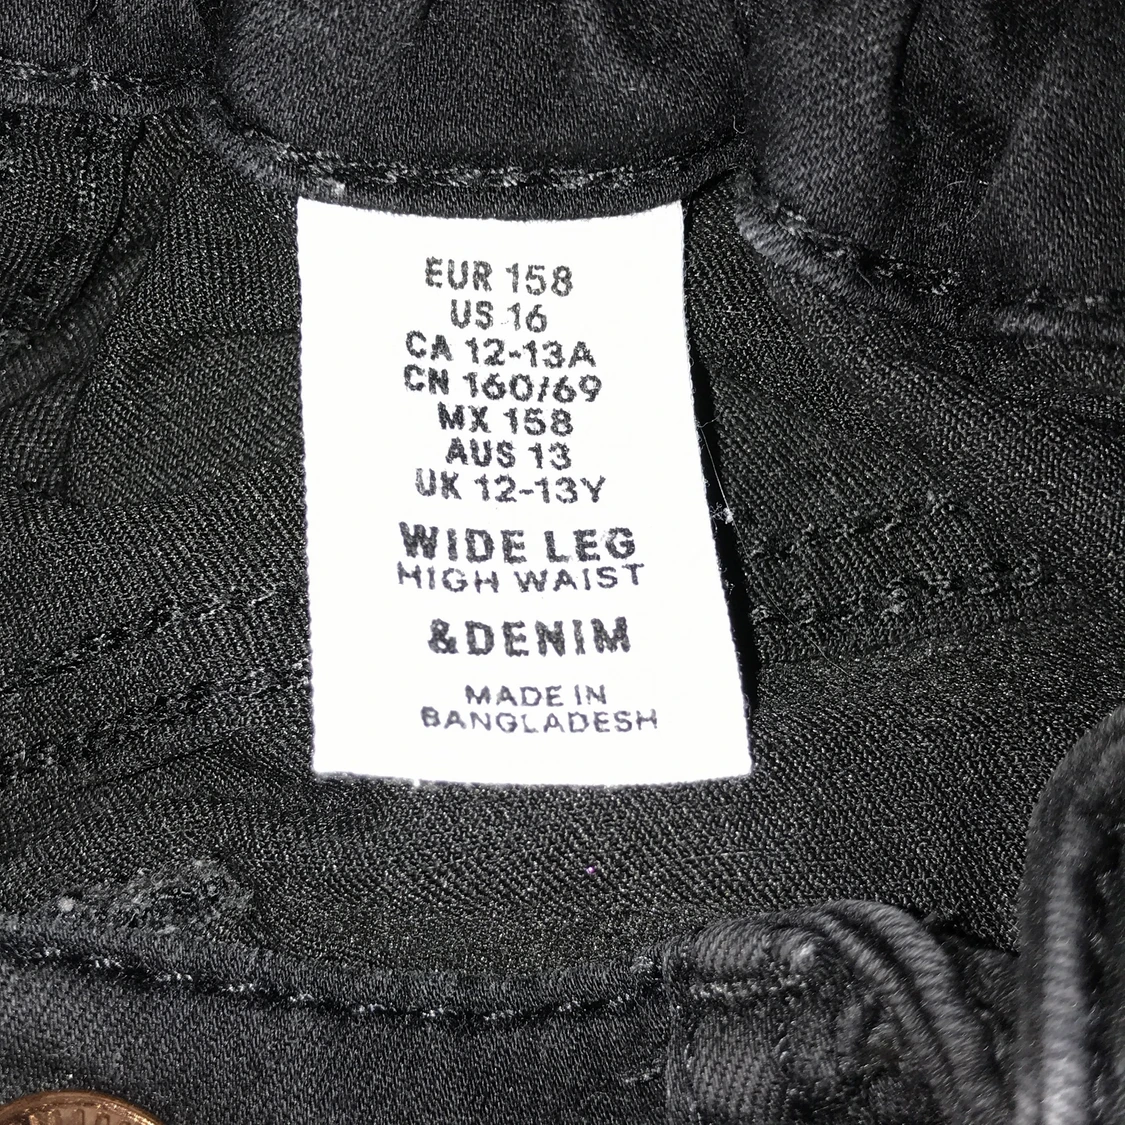 EUR 158
US 16
CA 12-13A
CN 160/69
MX 158
AUS 13
UK 12-13Y
WIDE LEG
HIGH WAIST
&DENIM
MADE IN
BANGLADESH